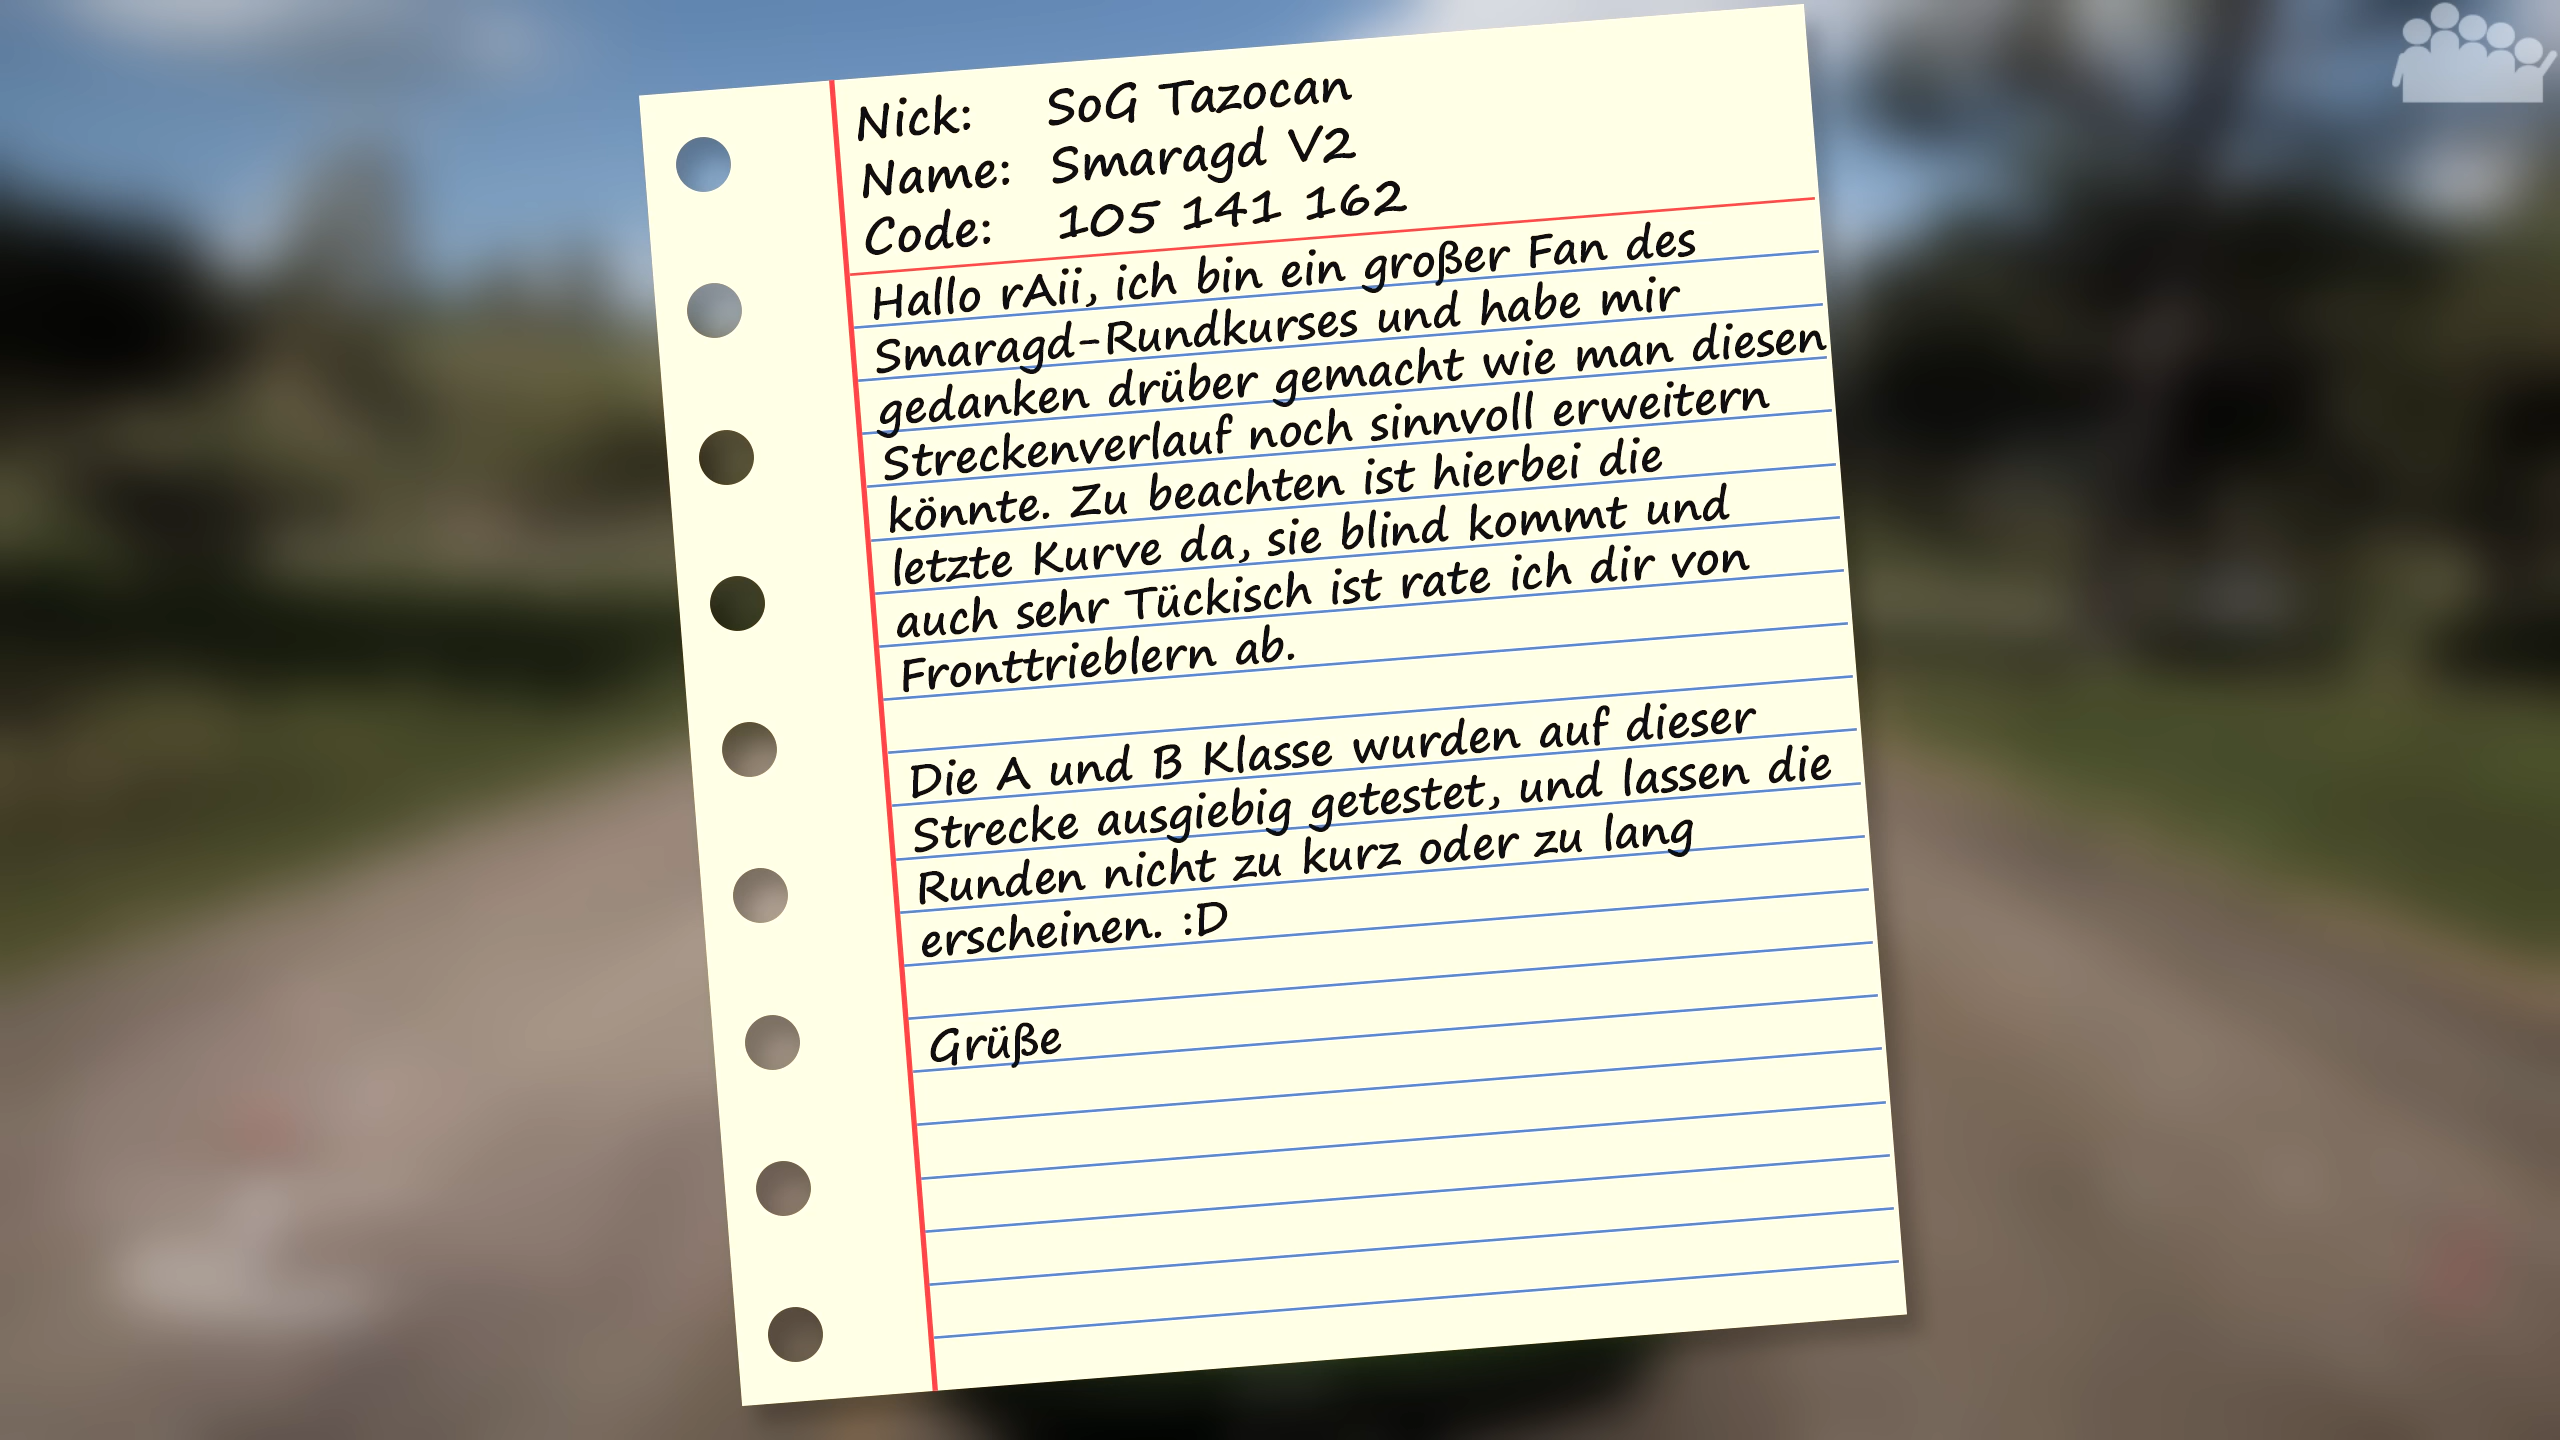 Nick: SoG Tazocan
Name: Smaragd V2
Code: 105 141 162
Hallo rAii, ich bin ein großer Fan des
Smaragd-Rundkurses und habe mir
gedanken drüber gemacht wie man diesen
Streckenverlauf noch sinnvoll erweitern
könnte. Zu beachten ist hierbei die
letzte Kurve da, sie blind kommt und
auch sehr Tückisch ist rate ich dir von
Fronttrieblern ab.
Die A und B Klasse wurden auf dieser
Strecke ausgiebig getestet, und lassen die
Runden nicht zu kurz oder zu lang
erscheinen. :D
Grüße